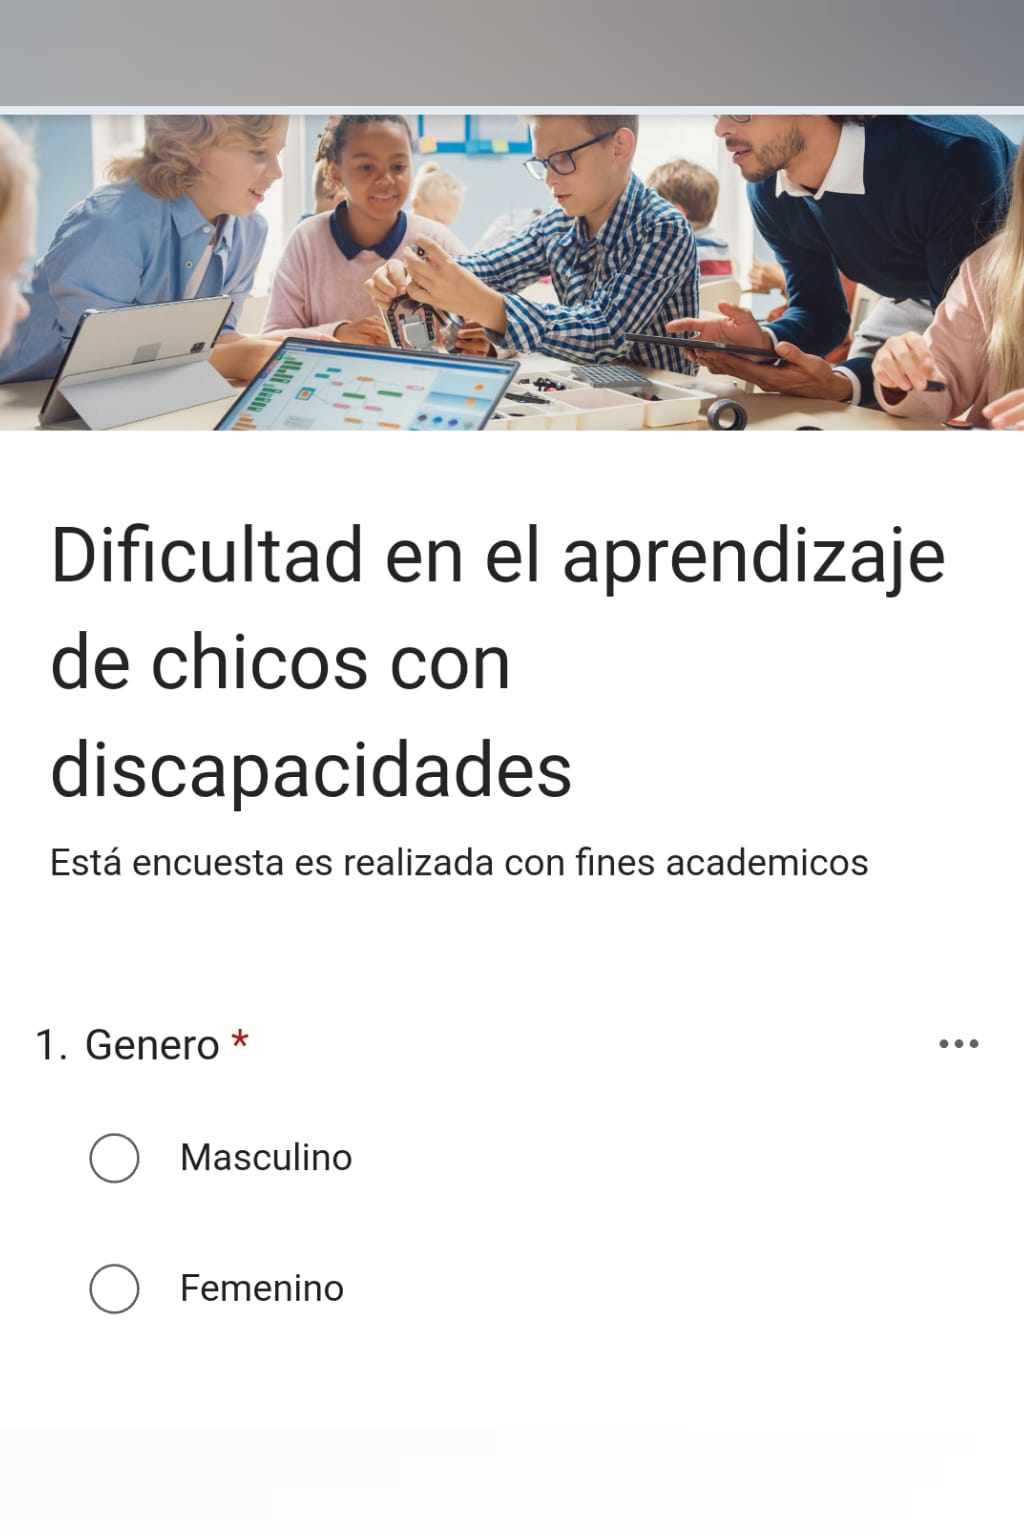 Dificultad en el aprendizaje
de chicos con
discapacidades
Está encuesta es realizada con fines academicos
1. Genero *
Masculino
Femenino